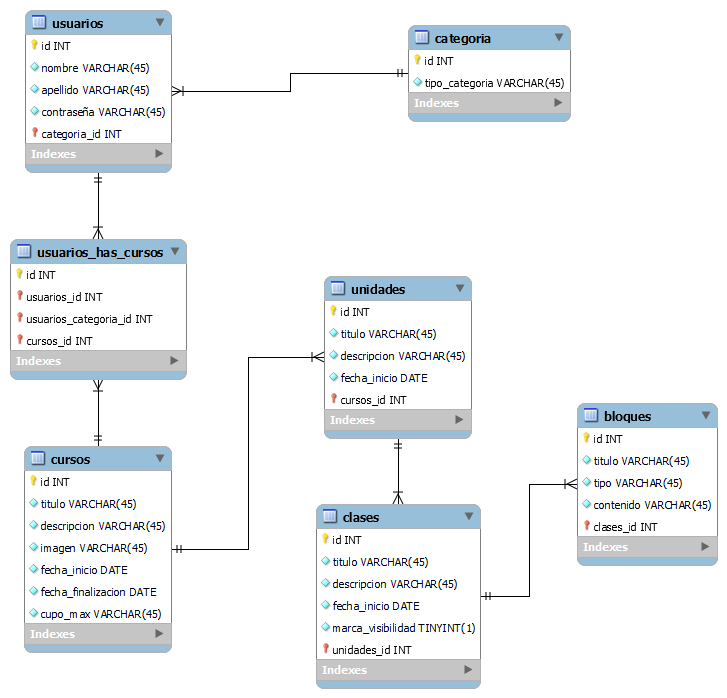 usuarios
id INT
nombre VARCHAR(45)
apellido VARCHAR(45)
contraseña VARCHAR(45)
categoria_id INT
Indexes
categoria
id INT
tipo_categoria VARCHAR(45)
Indexes
usuarios_has_cursos
id INT
usuarios_id INT
usuarios_categoria_id INT
cursos_id INT
Indexes
unidades
id INT
titulo VARCHAR(45)
descripcion VARCHAR(45)
fecha_inicio DATE
cursos_id INT
Indexes
cursos
id INT
titulo VARCHAR(45)
descripcion VARCHAR(45)
imagen VARCHAR(45)
fecha_inicio DATE
fecha_finalizacion DATE
cupo_max VARCHAR(45)
Indexes
clases
id INT
titulo VARCHAR(45)
descripcion VARCHAR(45)
fecha_inicio DATE
marca_visibilidad TINYINT(1)
unidades_id INT
Indexes
bloques
id INT
titulo VARCHAR(45)
tipo VARCHAR(45)
contenido VARCHAR(45)
clases_id INT
Indexes